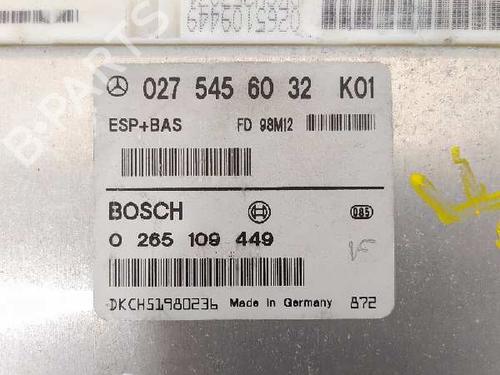 0265109449
027 545 60 32 K01
ESP+BAS FD 98M12
BOSCH 085
0 265 109 449
DKCH51980236 Made in Germany 872
B-PARTS